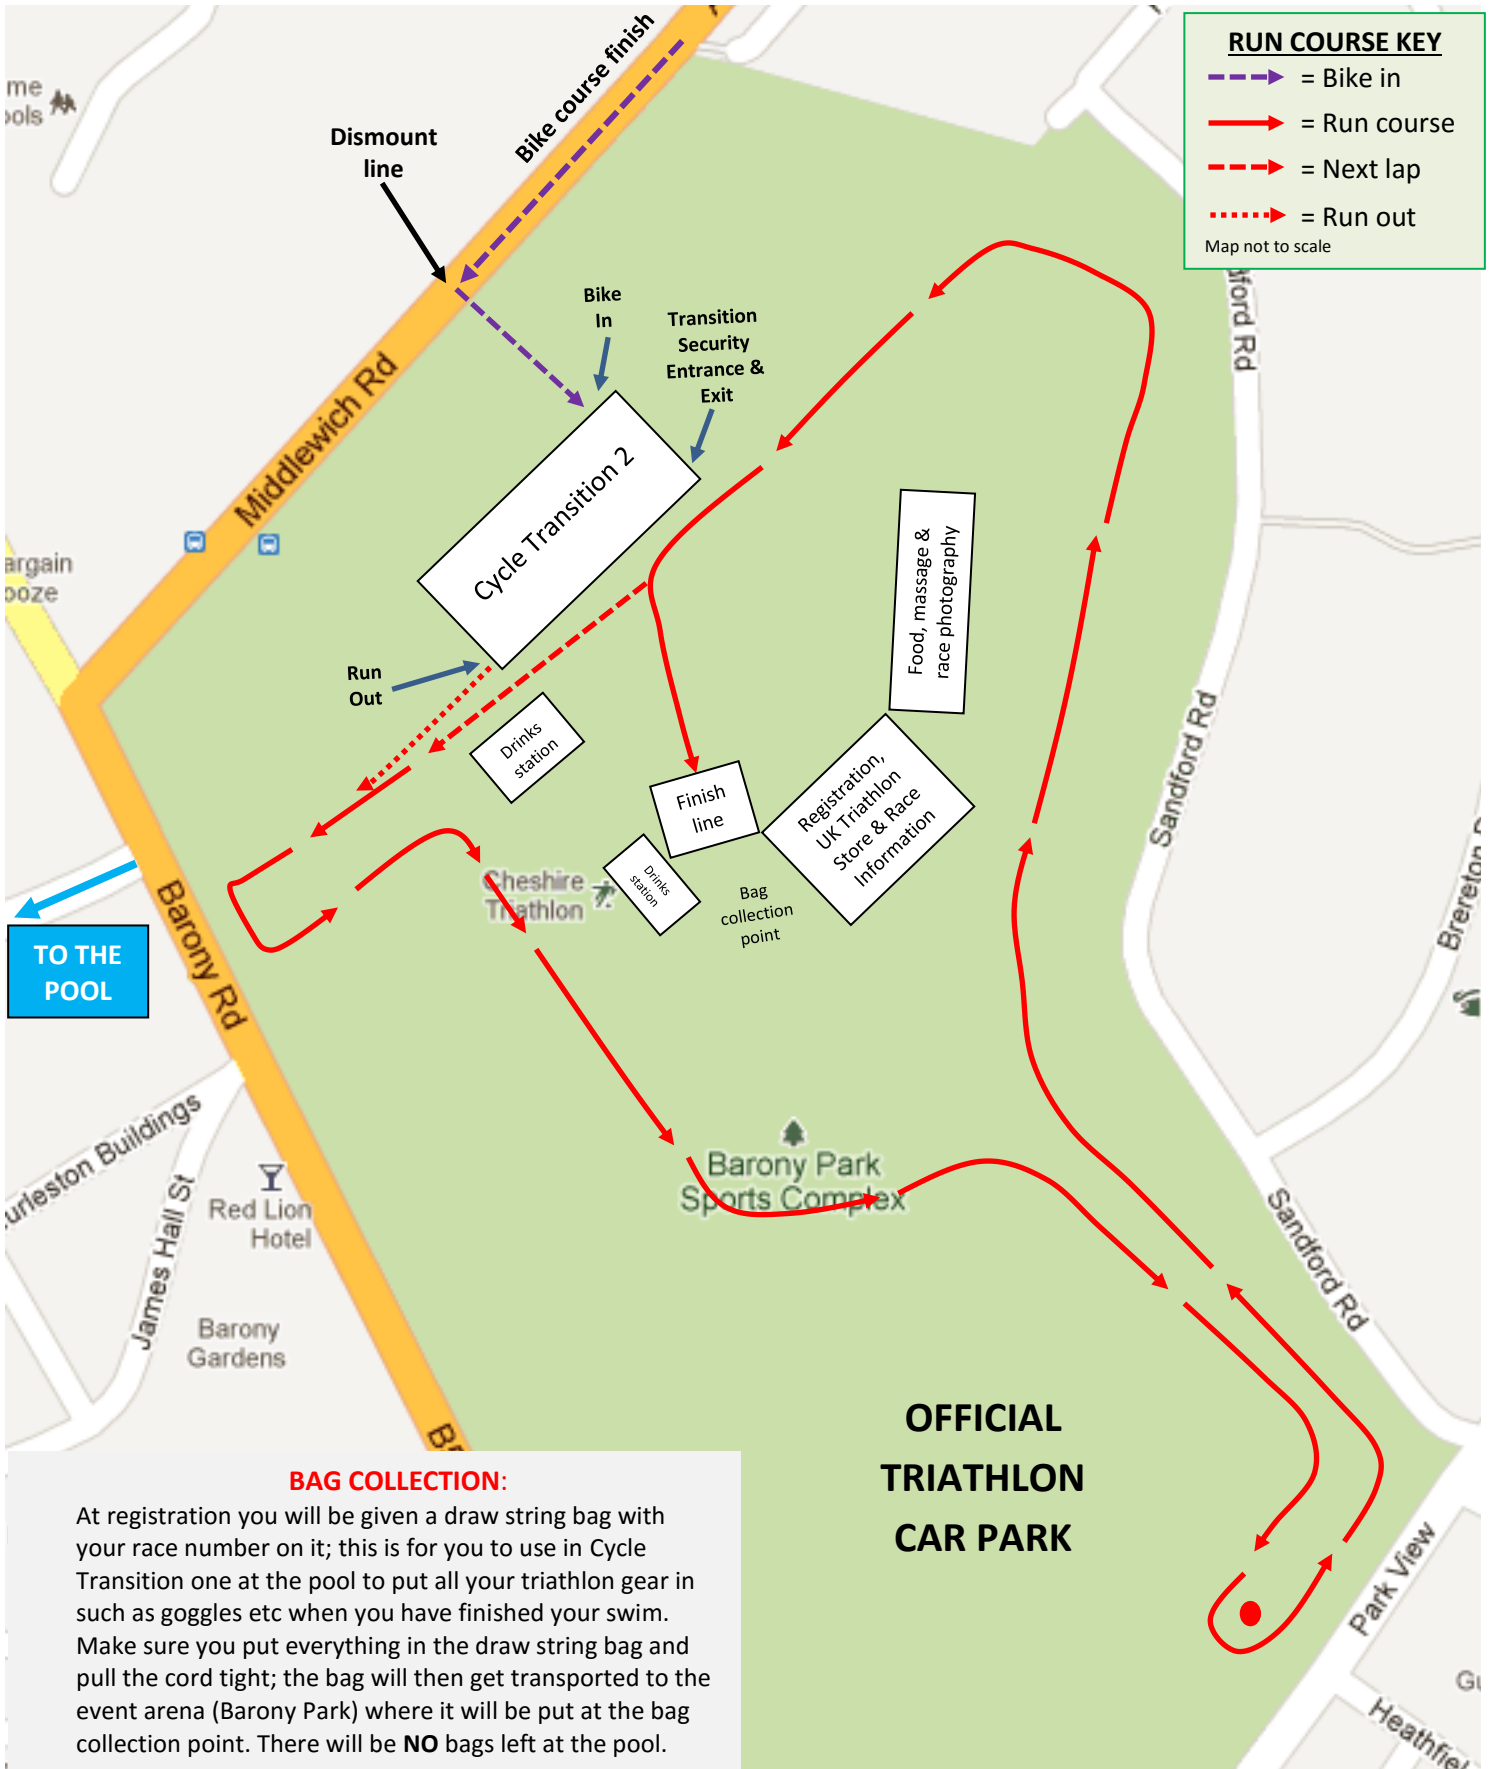 RUN COURSE KEY
= Bike in
= Run course
= Next lap
= Run out
Map not to scale
Bike course finish
Dismount
line
Bike
In
Transition
Security
Entrance &
Exit
Middlewich Rd
Cycle Transition 2
Food, massage &
race photography
Run
Out
Drinks
station
Finish
line
Registration,
UK Triathlon
Store & Race
Information
Drinks
station
Bag
collection
point
Cheshire
Triathlon
Sandford Rd
TO THE
POOL
Barony Rd
James Hall St
Red Lion
Hotel
Barony
Gardens
Barony Park
Sports Complex
Sandford Rd
Park View
OFFICIAL
TRIATHLON
CAR PARK
BAG COLLECTION:
At registration you will be given a draw string bag with
your race number on it; this is for you to use in Cycle
Transition one at the pool to put all your triathlon gear in
such as goggles etc when you have finished your swim.
Make sure you put everything in the draw string bag and
pull the cord tight; the bag will then get transported to the
event arena (Barony Park) where it will be put at the bag
collection point. There will be NO bags left at the pool.